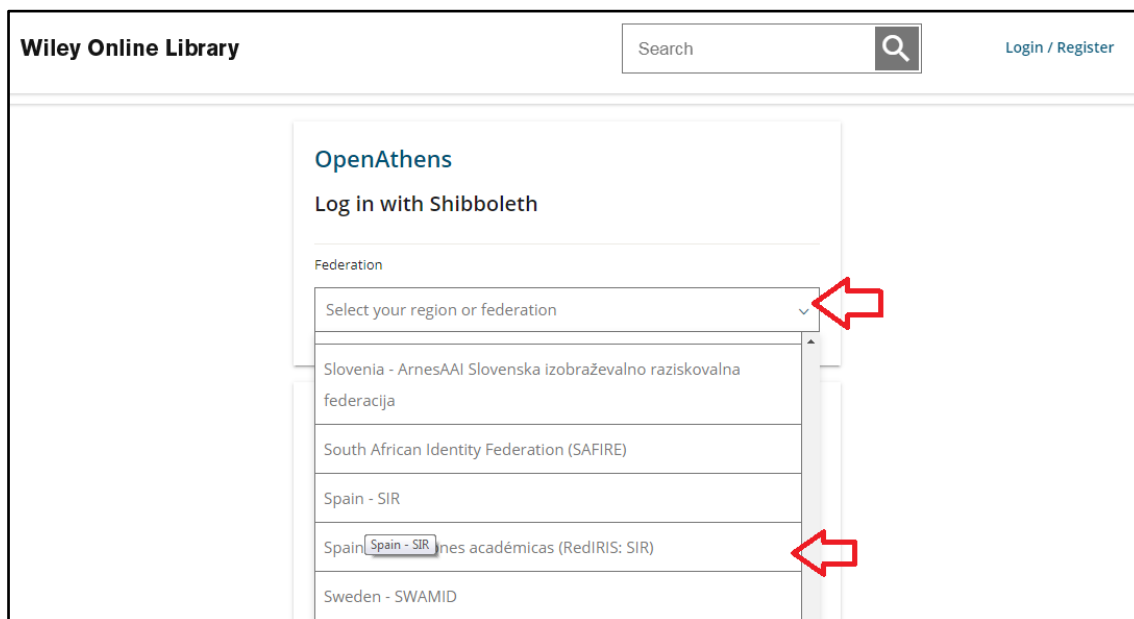 Wiley Online Library
Search
Login / Register
OpenAthens
Log in with Shibboleth
Federation
Select your region or federation
Slovenia - ArnesAAI Slovenska izobraževalno raziskovalna
federacija
South African Identity Federation (SAFIRE)
Spain - SIR
Spain Spain - SIR nes académicas (RedIRIS: SIR)
Sweden - SWAMID